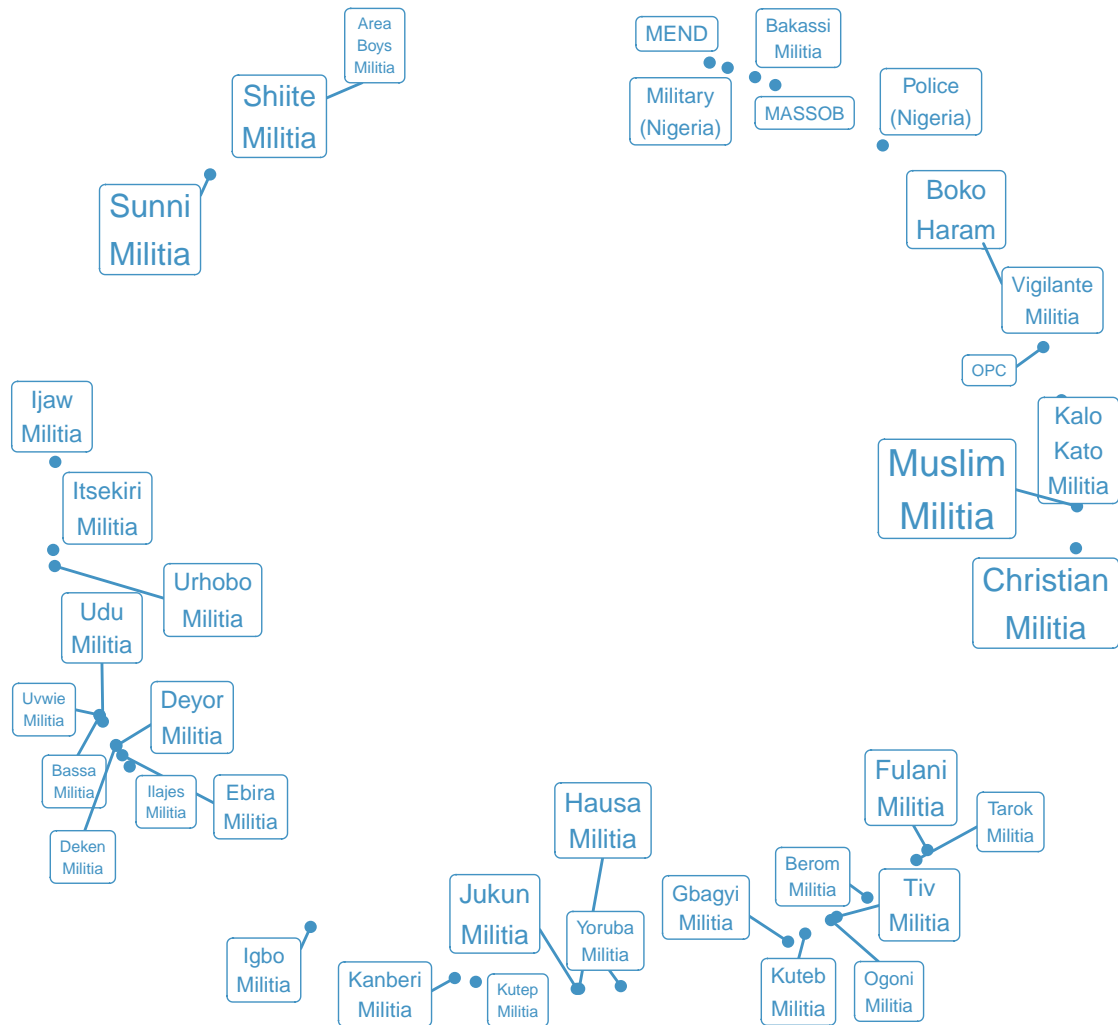 Area
Boys
Militia
MEND
Bakassi
Militia
Shiite
Militia
Military
(Nigeria)
MASSOB
Police
(Nigeria)
Sunni
Militia
Boko
Haram
Vigilante
Militia
OPC
Ijaw
Militia
Kalo
Kato
Militia
Muslim
Militia
Itsekiri
Militia
Christian
Militia
Urhobo
Militia
Udu
Militia
Uvwie
Militia
Deyor
Militia
Bassa
Militia
Ilajes
Militia
Ebira
Militia
Deken
Militia
Hausa
Militia
Fulani
Militia
Tarok
Militia
Berom
Militia
Tiv
Militia
Jukun
Militia
Gbagyi
Militia
Yoruba
Militia
Igbo
Militia
Kanberi
Militia
Kutep
Militia
Kuteb
Militia
Ogoni
Militia